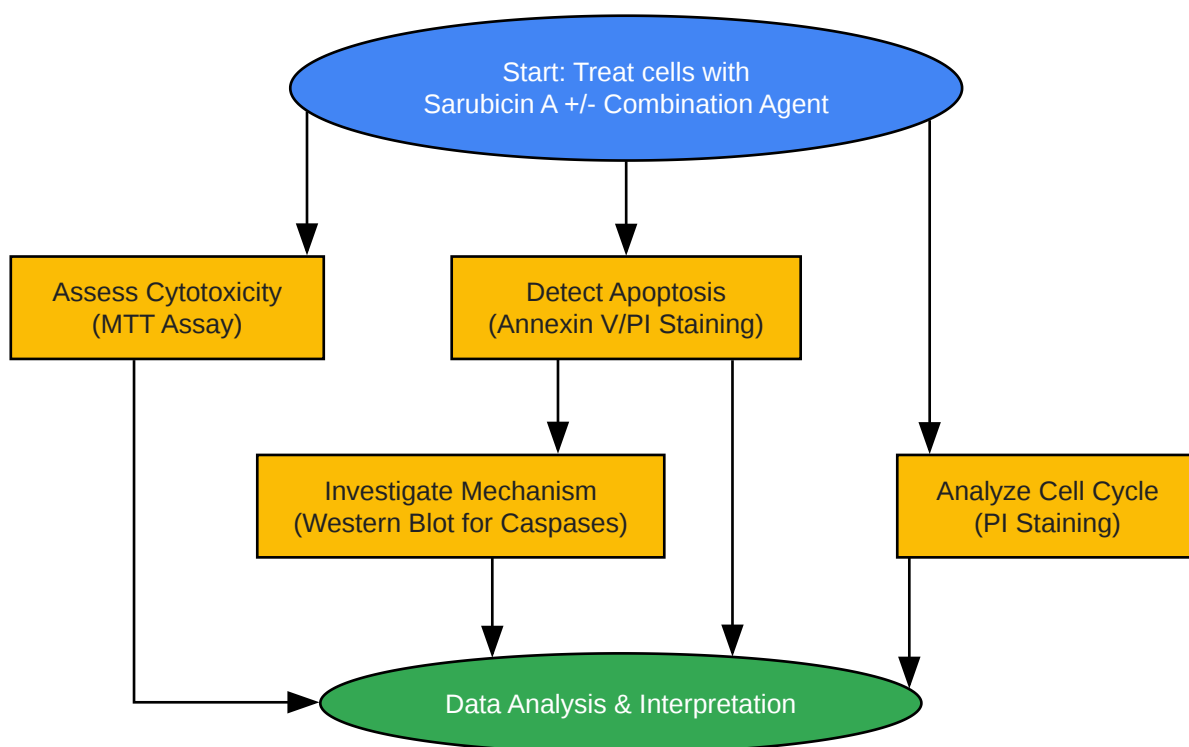 Start: Treat cells with
Sarubicin A +/- Combination Agent
Assess Cytotoxicity
(MTT Assay)
Detect Apoptosis
(Annexin V/PI Staining)
Investigate Mechanism
(Western Blot for Caspases)
Analyze Cell Cycle
(PI Staining)
Data Analysis & Interpretation